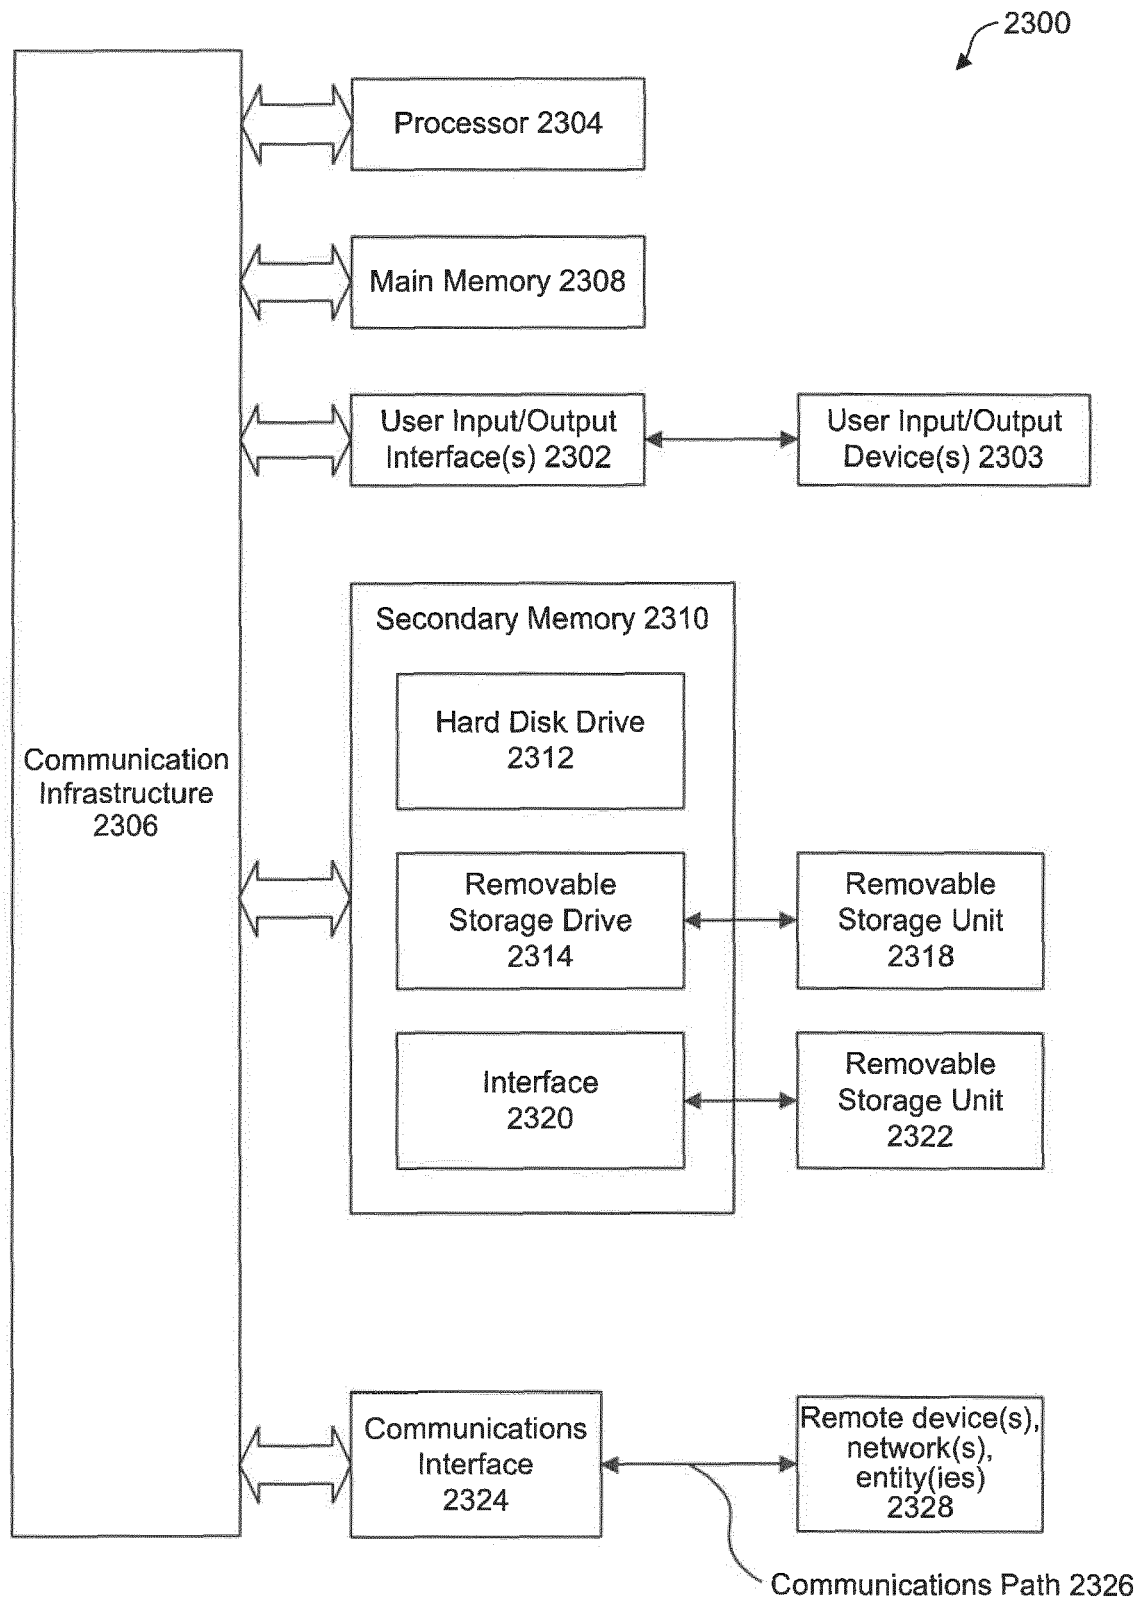 2300
Processor 2304
Main Memory 2308
User Input/Output
Interface(s) 2302
User Input/Output
Device(s) 2303
Secondary Memory 2310
Hard Disk Drive
2312
Communication
Infrastructure
2306
Removable
Storage Drive
2314
Removable
Storage Unit
2318
Interface
2320
Removable
Storage Unit
2322
Communications
Interface
2324
Remote device(s),
network(s),
entity(ies)
2328
Communications Path 2326